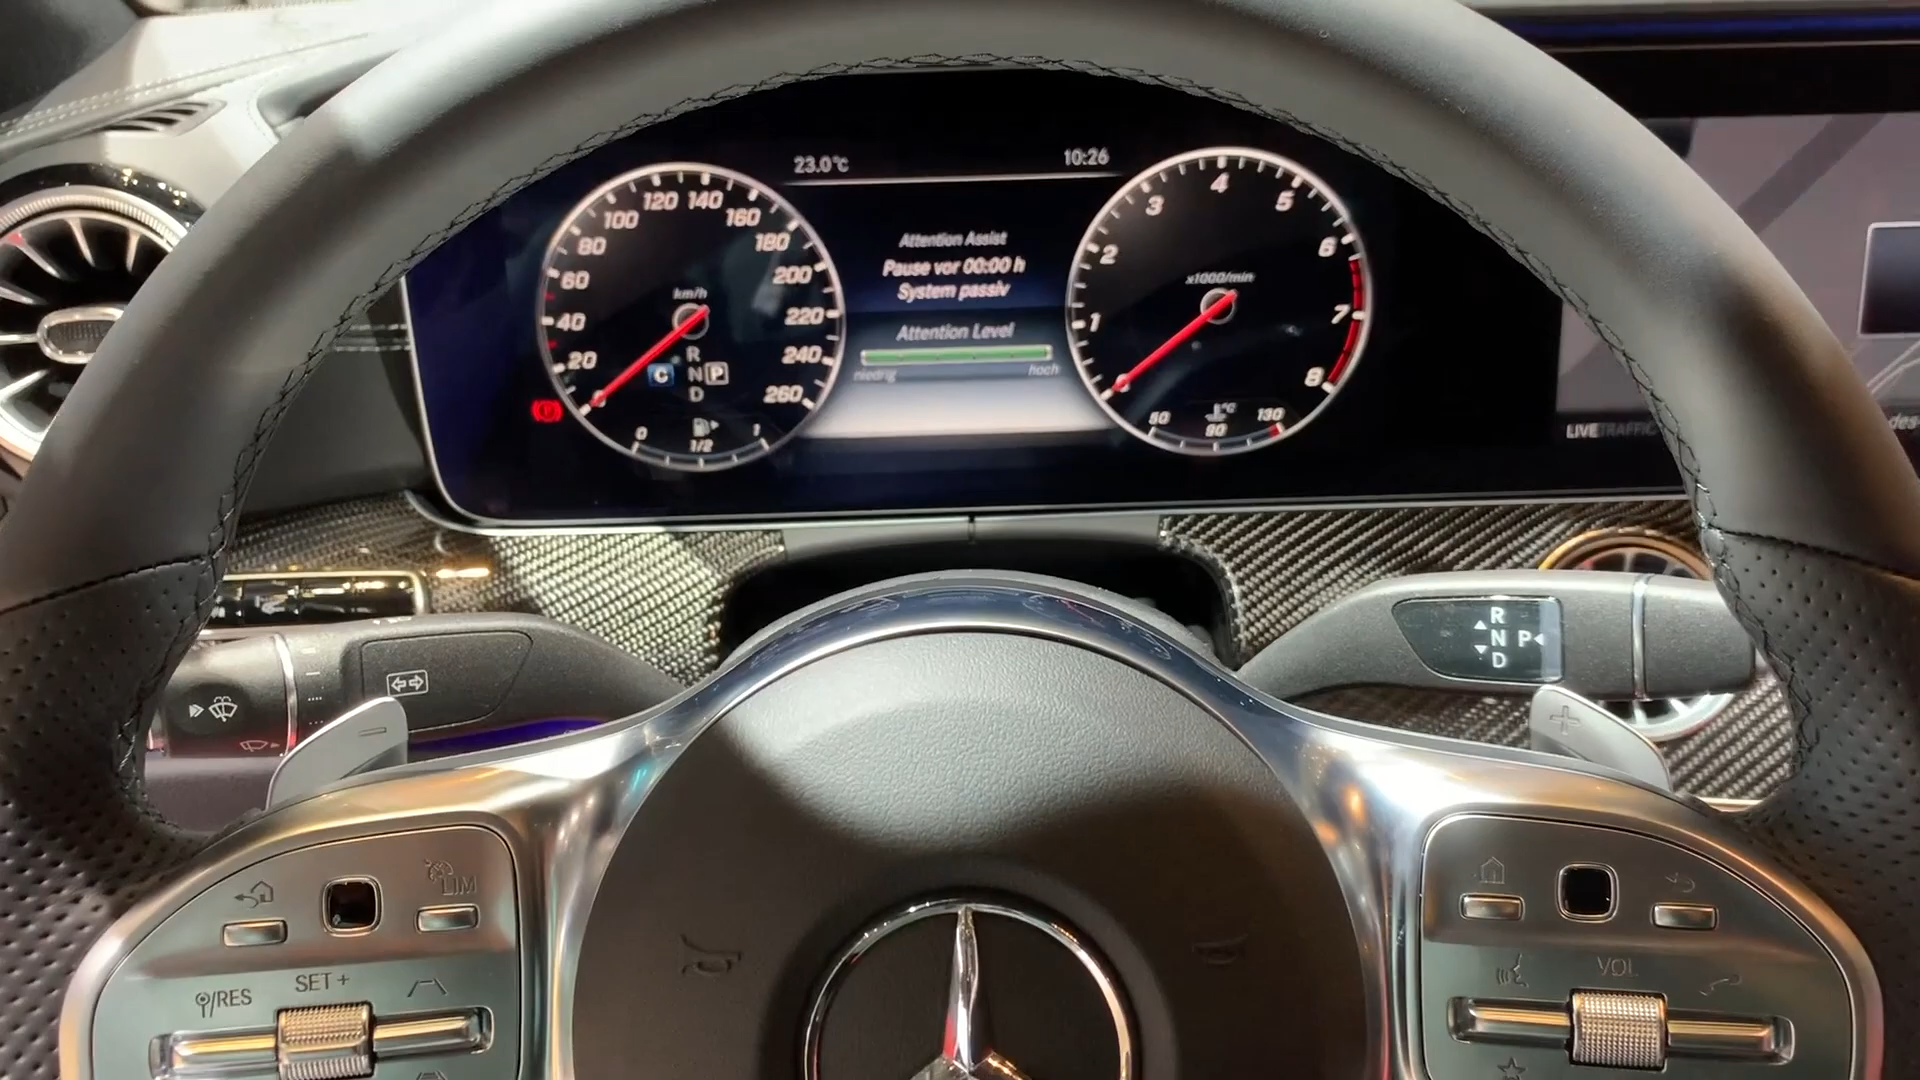 23.0°C
10:26
Attention Assist
Pause vor 00:00 h
System passiv
Attention Level
niedrig
hoch
km/h
20
40
60
80
100
120
140
160
180
200
220
240
260
R
C N P
D
0
1/2
1
x1000/min
1
2
3
4
5
6
7
8
°C
50
90
130
LIVETRAFFIC
R
N P
D
LIM
SET +
/RES
VOL